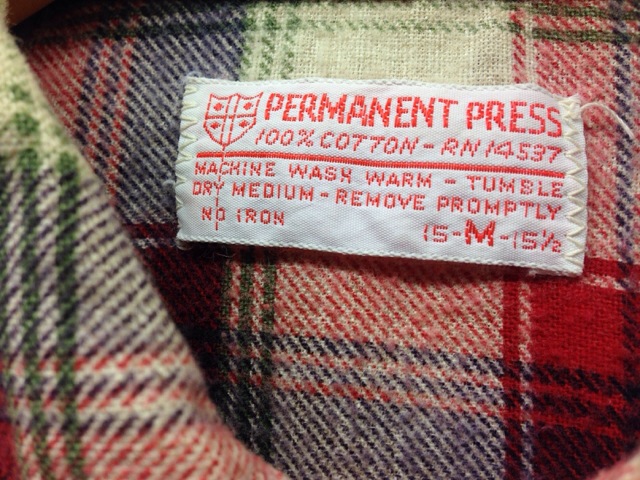 PERMANENT PRESS
100% COTTON - RN 14537
MACHINE WASH WARM - TUMBLE
DRY MEDIUM - REMOVE PROMPTLY
NO IRON
15-M-15½